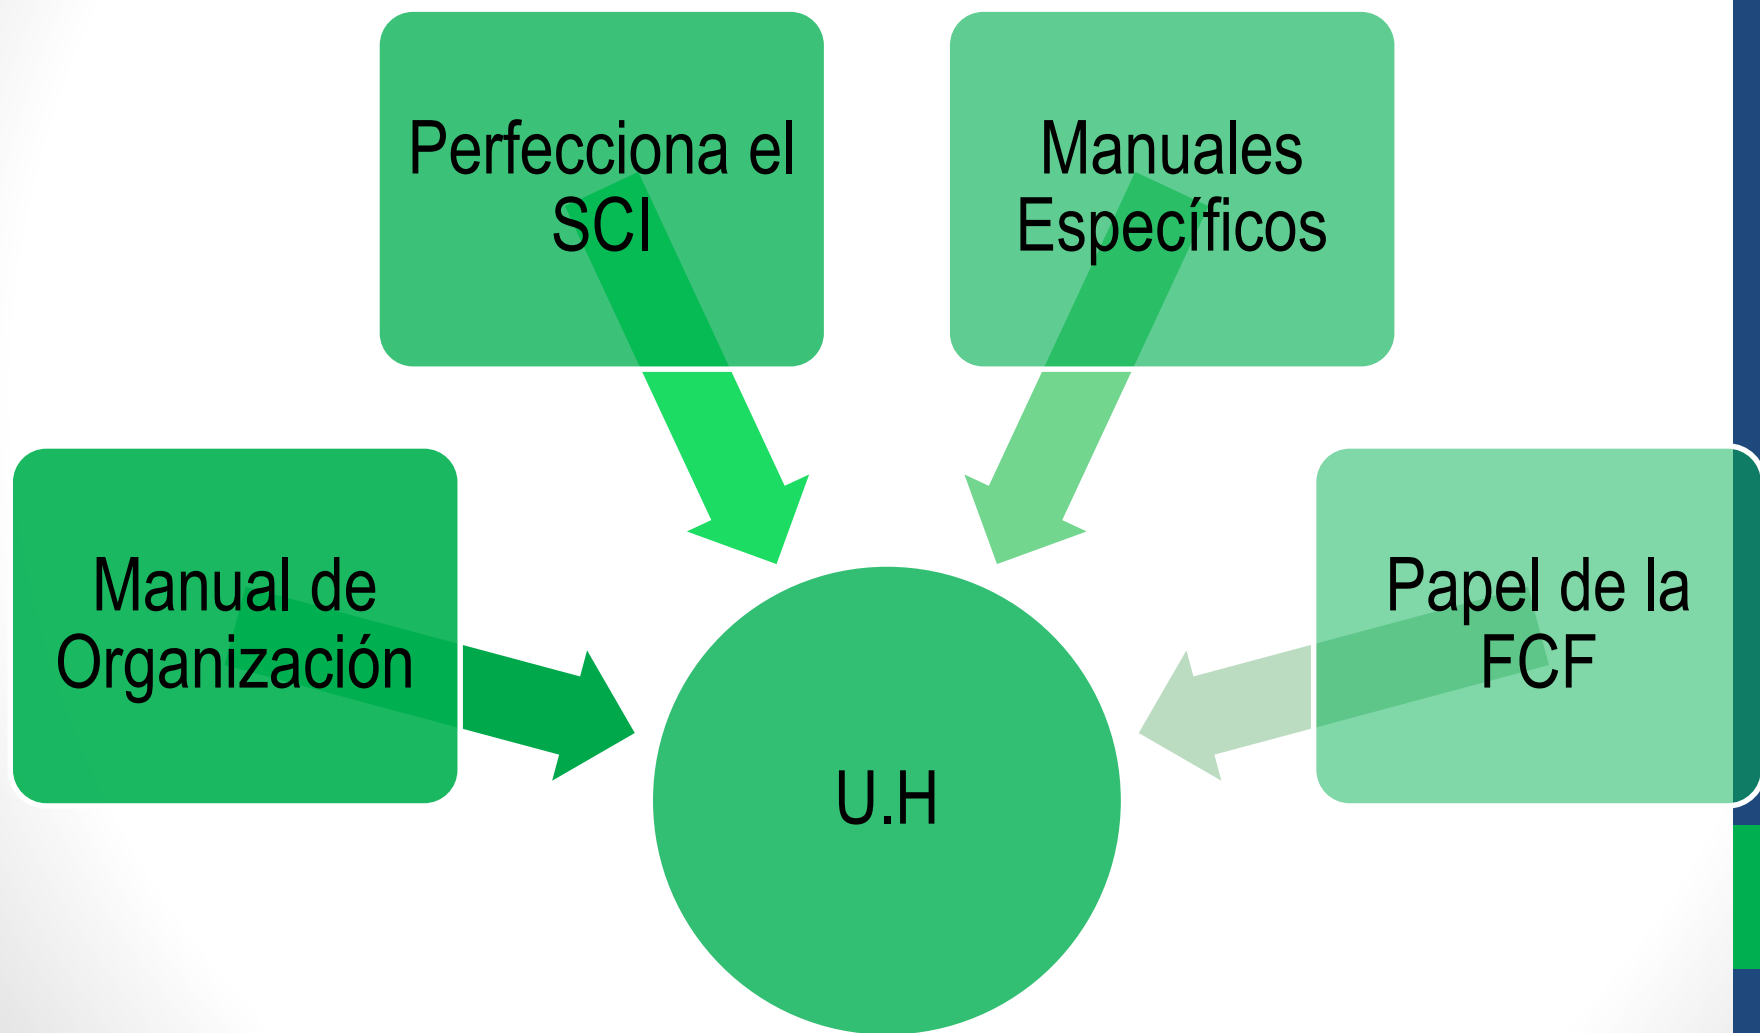 Perfecciona el
SCI
Manuales
Específicos
Manual de
Organización
Papel de la
FCF
U.H